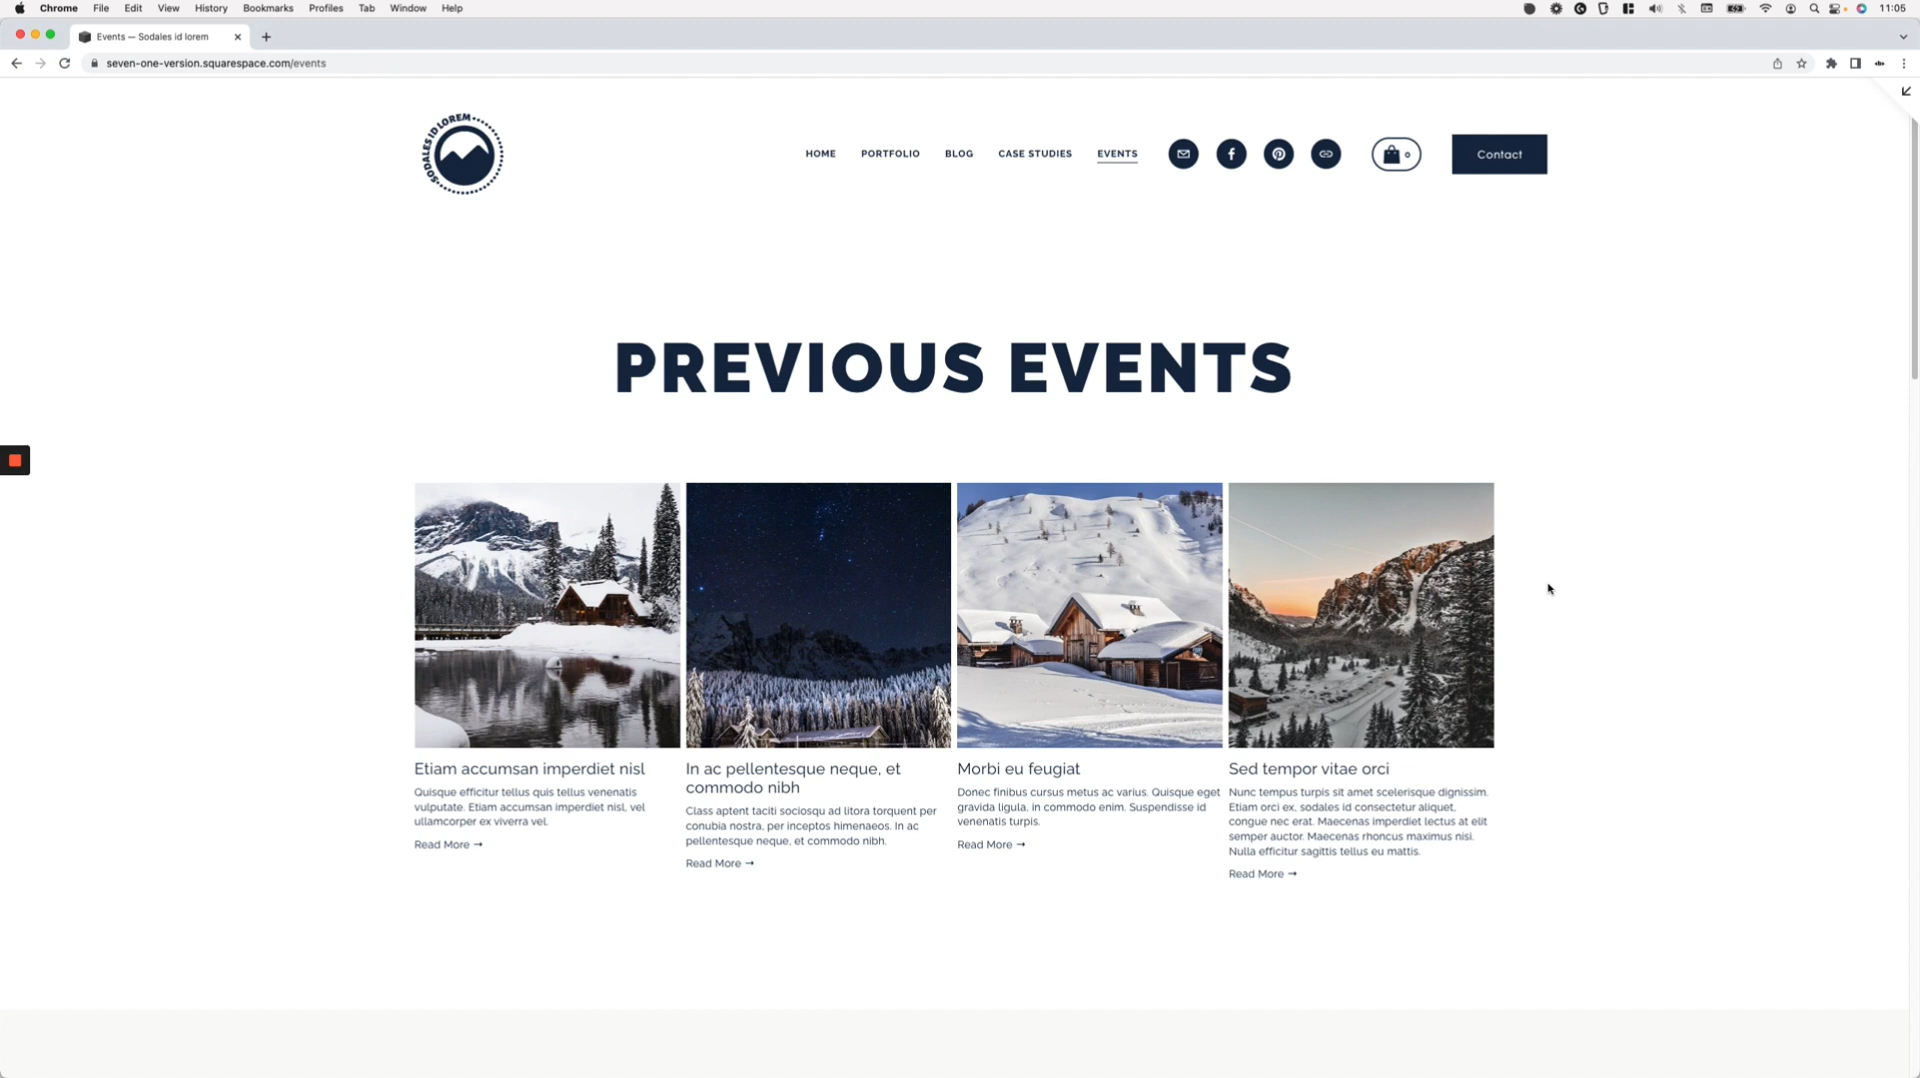 Chrome File Edit View History Bookmarks Profiles Tab Window Help 11:05
Events — Sodales id lorem
seven-one-version.squarespace.com/events
SODALES ID LOREM
HOME PORTFOLIO BLOG CASE STUDIES EVENTS 0 Contact
PREVIOUS EVENTS
Etiam accumsan imperdiet nisl
Quisque efficitur tellus quis tellus venenatis
vulputate. Etiam accumsan imperdiet nisl, vel
ullamcorper ex viverra vel.
Read More →
In ac pellentesque neque, et
commodo nibh
Class aptent taciti sociosqu ad litora torquent per
conubia nostra, per inceptos himenaeos. In ac
pellentesque neque, et commodo nibh.
Read More →
Morbi eu feugiat
Donec finibus cursus metus ac varius. Quisque eget
gravida ligula, in commodo enim. Suspendisse id
venenatis turpis.
Read More →
Sed tempor vitae orci
Nunc tempus turpis sit amet scelerisque dignissim.
Etiam orci ex, sodales id consectetur aliquet,
congue nec erat. Maecenas imperdiet lectus at elit
semper auctor. Maecenas rhoncus maximus nisi.
Nulla efficitur sagittis tellus eu mattis.
Read More →